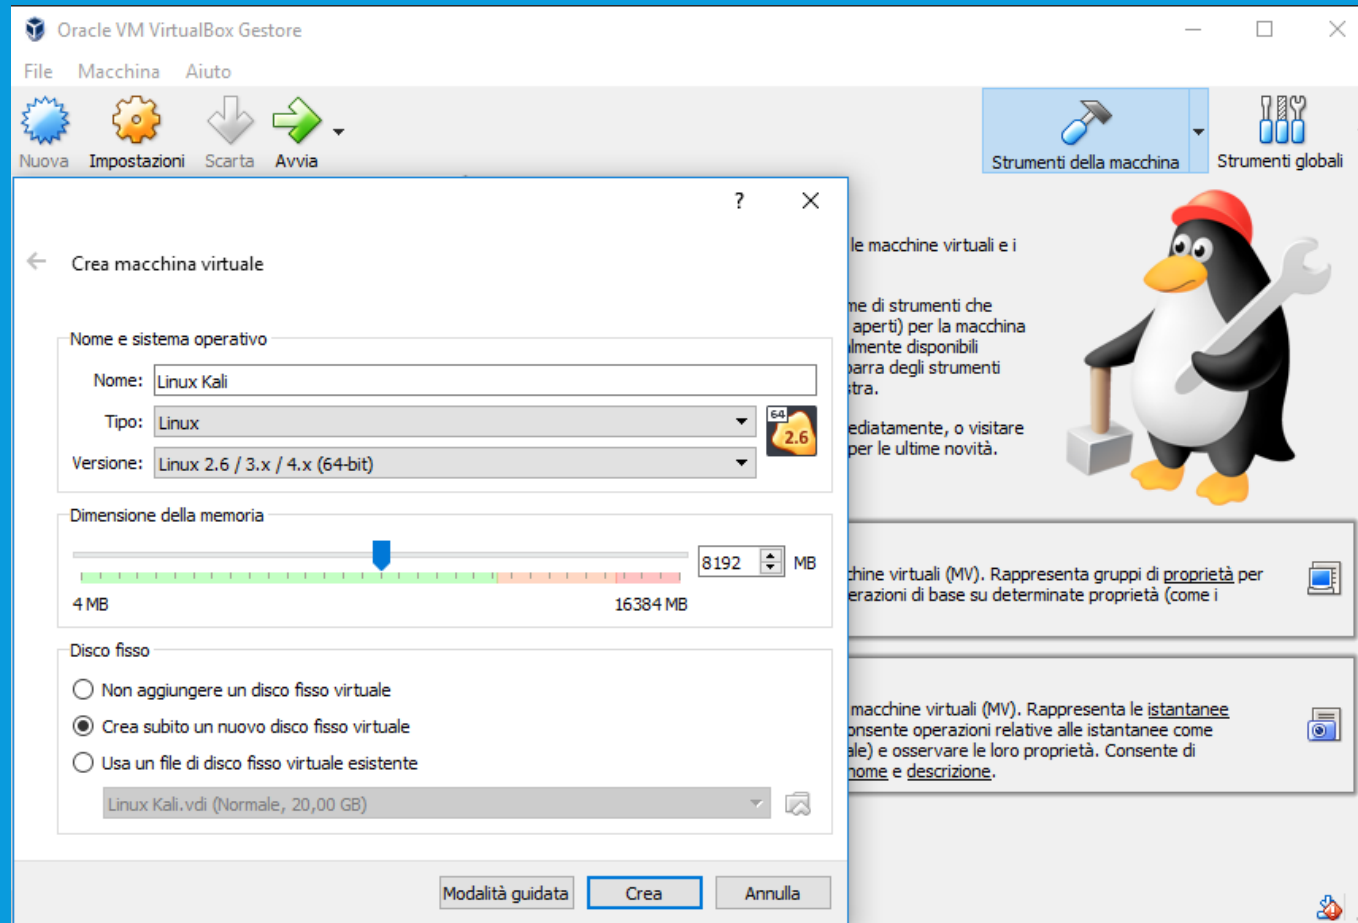 Oracle VM VirtualBox Gestore
File Macchina Aiuto
Nuova Impostazioni Scarta Avvia
Strumenti della macchina Strumenti globali
?
Crea macchina virtuale
Nome e sistema operativo
Nome: Linux Kali
Tipo: Linux
64
2.6
Versione: Linux 2.6 / 3.x / 4.x (64-bit)
Dimensione della memoria
8192 MB
4 MB 16384 MB
Disco fisso
Non aggiungere un disco fisso virtuale
Crea subito un nuovo disco fisso virtuale
Usa un file di disco fisso virtuale esistente
Linux Kali.vdi (Normale, 20,00 GB)
Modalità guidata Crea Annulla
le macchine virtuali e i
me di strumenti che
aperti) per la macchina
lmente disponibili
barra degli strumenti
stra.
ediatamente, o visitare
per le ultime novità.
chine virtuali (MV). Rappresenta gruppi di proprietà per
erazioni di base su determinate proprietà (come i
macchine virtuali (MV). Rappresenta le istantanee
onsente operazioni relative alle istantanee come
ale) e osservare le loro proprietà. Consente di
nome e descrizione.